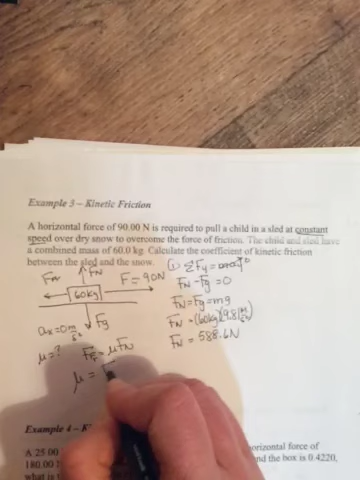 Example 3 – Kinetic Friction
A horizontal force of 90.00 N is required to pull a child in a sled at constant
speed over dry snow to overcome the force of friction. The child and sled have
a combined mass of 60.0 kg. Calculate the coefficient of kinetic friction
between the sled and the snow.
① ΣFy = may
FN - Fg = 0
FN = Fg = mg
FN = (60kg)(9.8 m/s²)
FN = 588.6N
FN
F = 90N
60kg
Fg
ax = 0 m/s²
μ = ?
= μFN
μ =
Example 4 – K
A 25.00
horizontal force of
180.00
nd the box is 0.4220,
what is